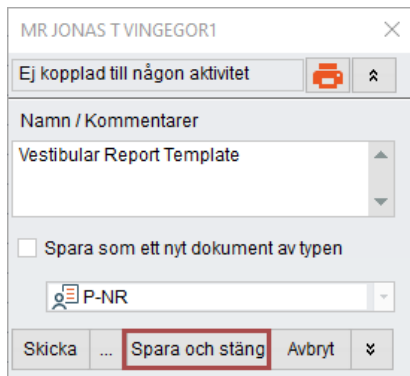 MR JONAS T VINGEGOR1
Ej kopplad till någon aktivitet
Namn / Kommentarer
Vestibular Report Template
Spara som ett nytt dokument av typen
P-NR
Skicka ... Spara och stäng Avbryt